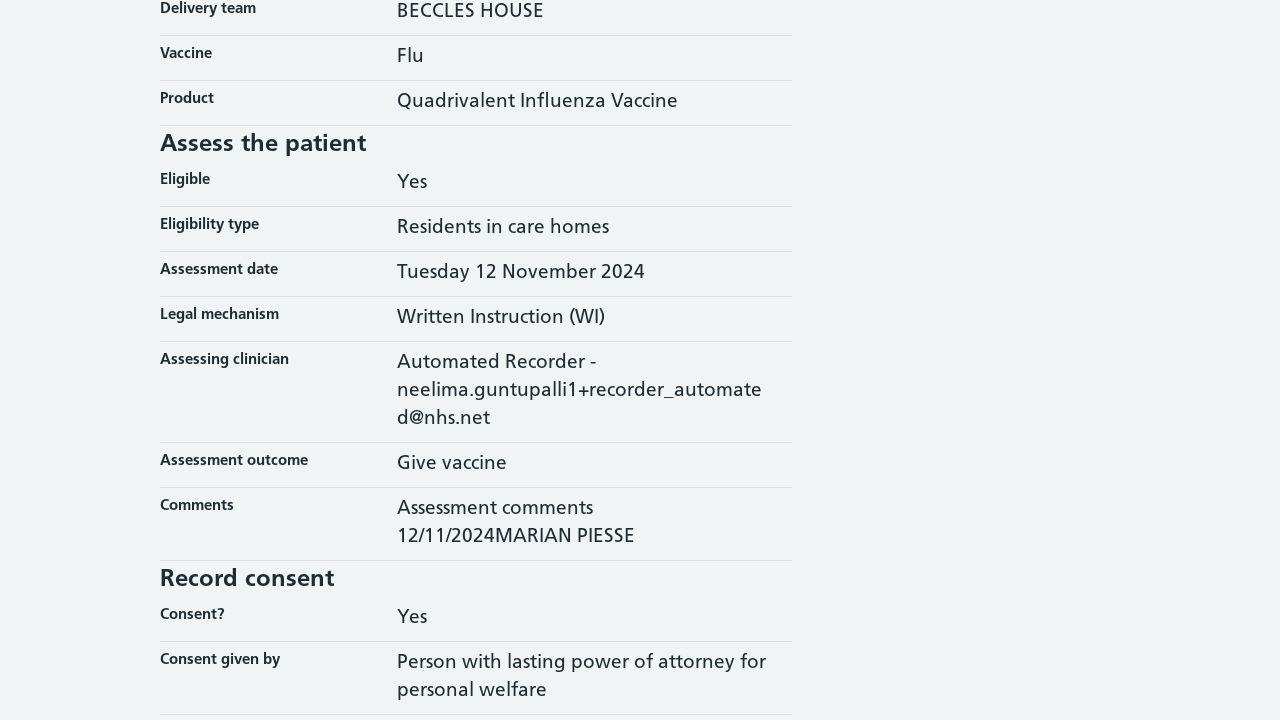 Delivery team BECCLES HOUSE
Vaccine Flu
Product Quadrivalent Influenza Vaccine
Assess the patient
Eligible Yes
Eligibility type Residents in care homes
Assessment date Tuesday 12 November 2024
Legal mechanism Written Instruction (WI)
Assessing clinician Automated Recorder -
neelima.guntupalli1+recorder_automate
d@nhs.net
Assessment outcome Give vaccine
Comments Assessment comments
12/11/2024MARIAN PIESSE
Record consent
Consent? Yes
Consent given by Person with lasting power of attorney for
personal welfare